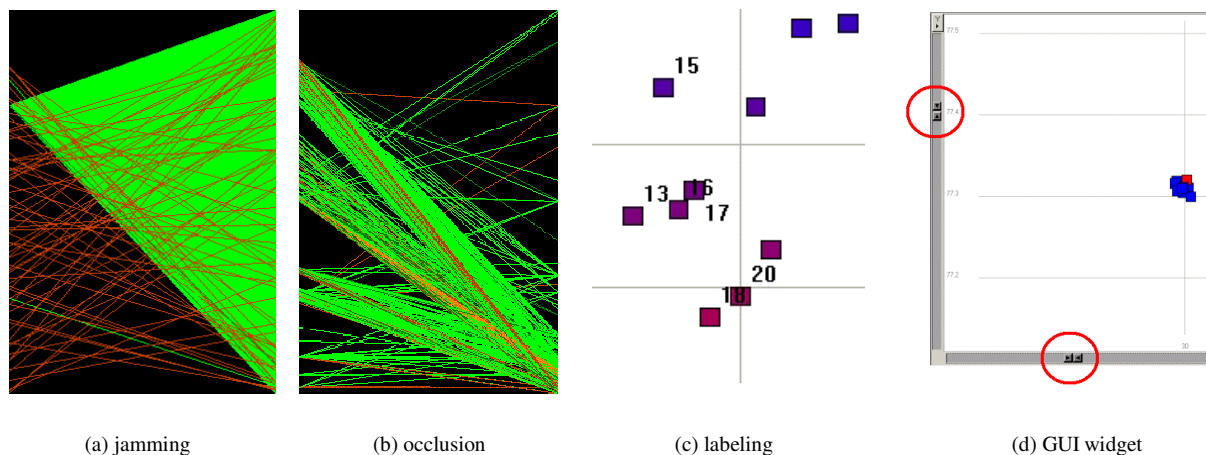 15
16
13
17
20
18
Y
77.5
77.4
77.3
77.2
30
(a) jamming
(b) occlusion
(c) labeling
(d) GUI widget